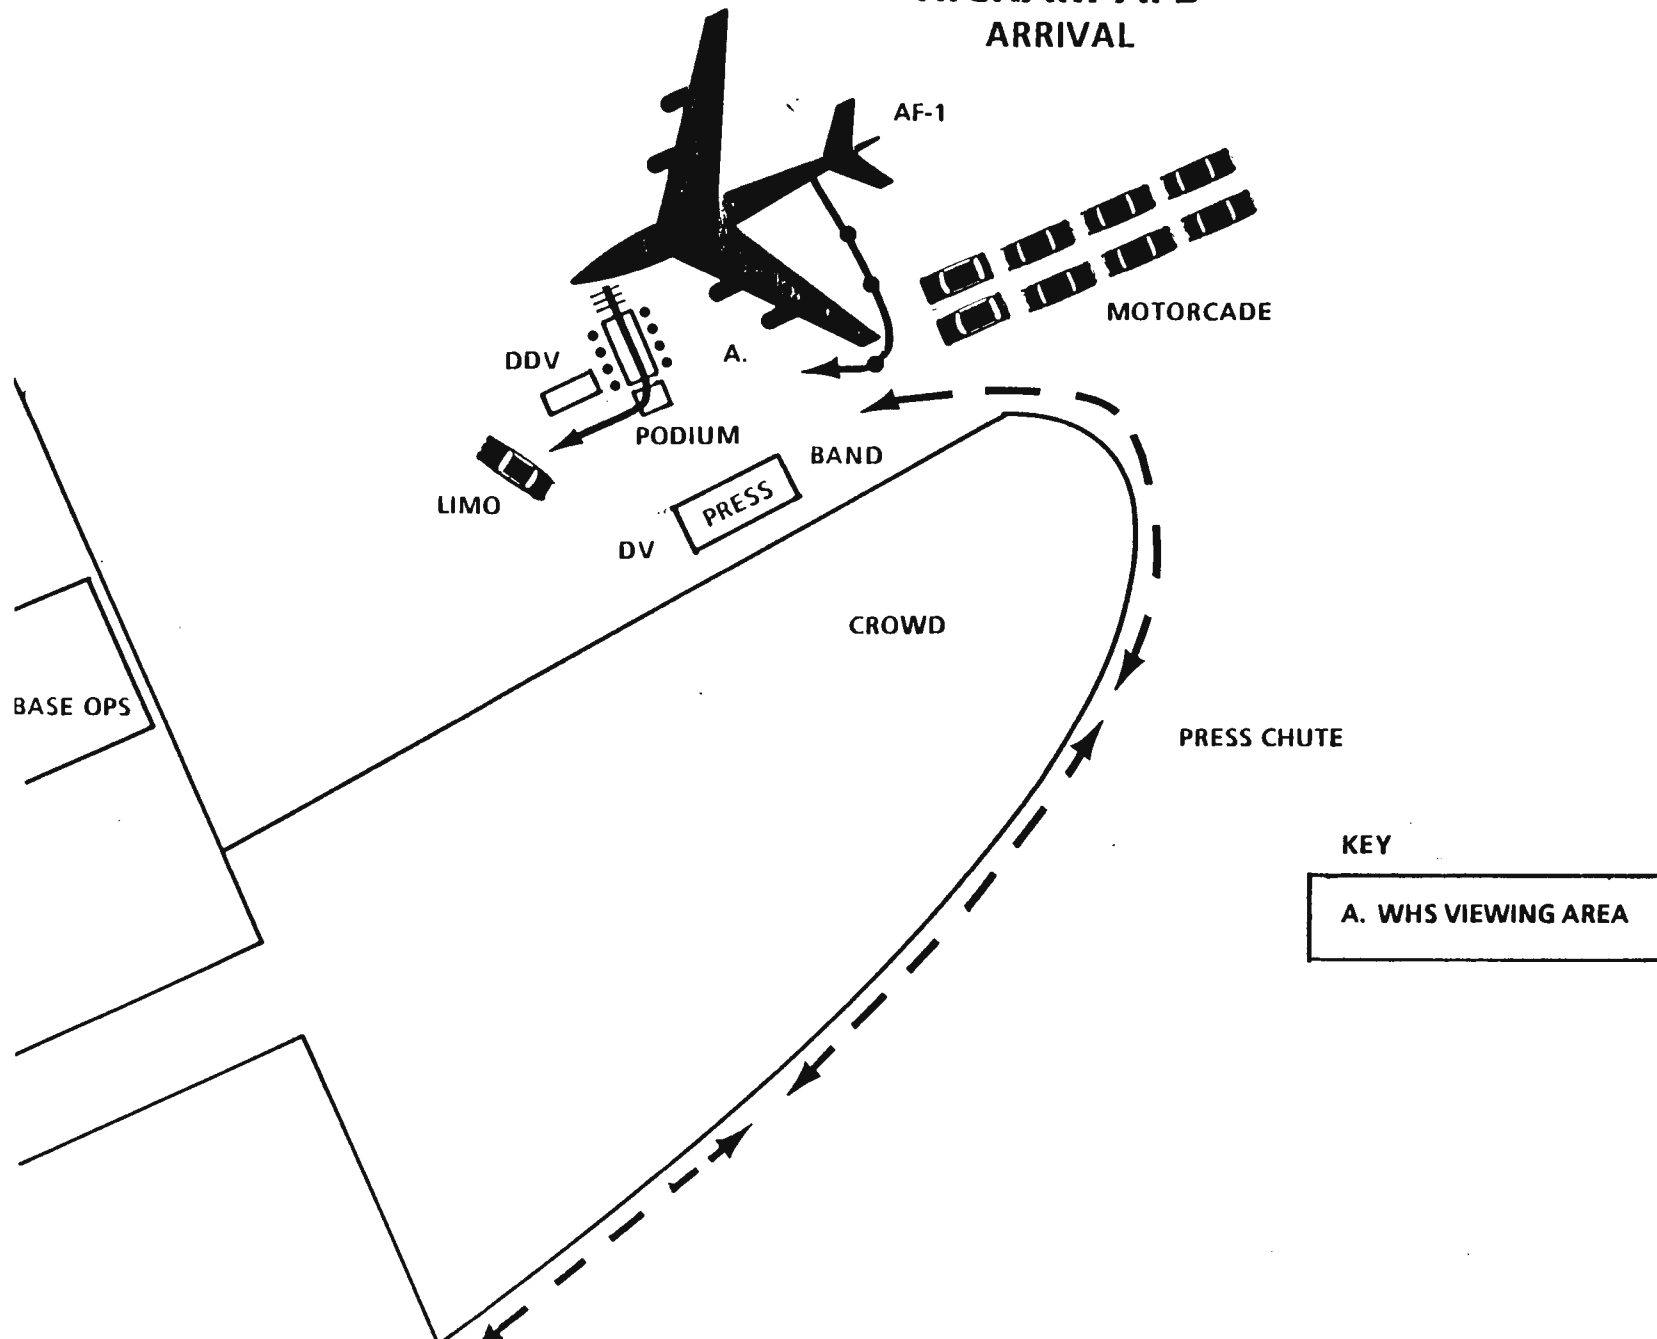 ARRIVAL
AF-1
MOTORCADE
DDV
A.
PODIUM
BAND
LIMO
PRESS
DV
CROWD
BASE OPS
PRESS CHUTE
KEY
A. WHS VIEWING AREA